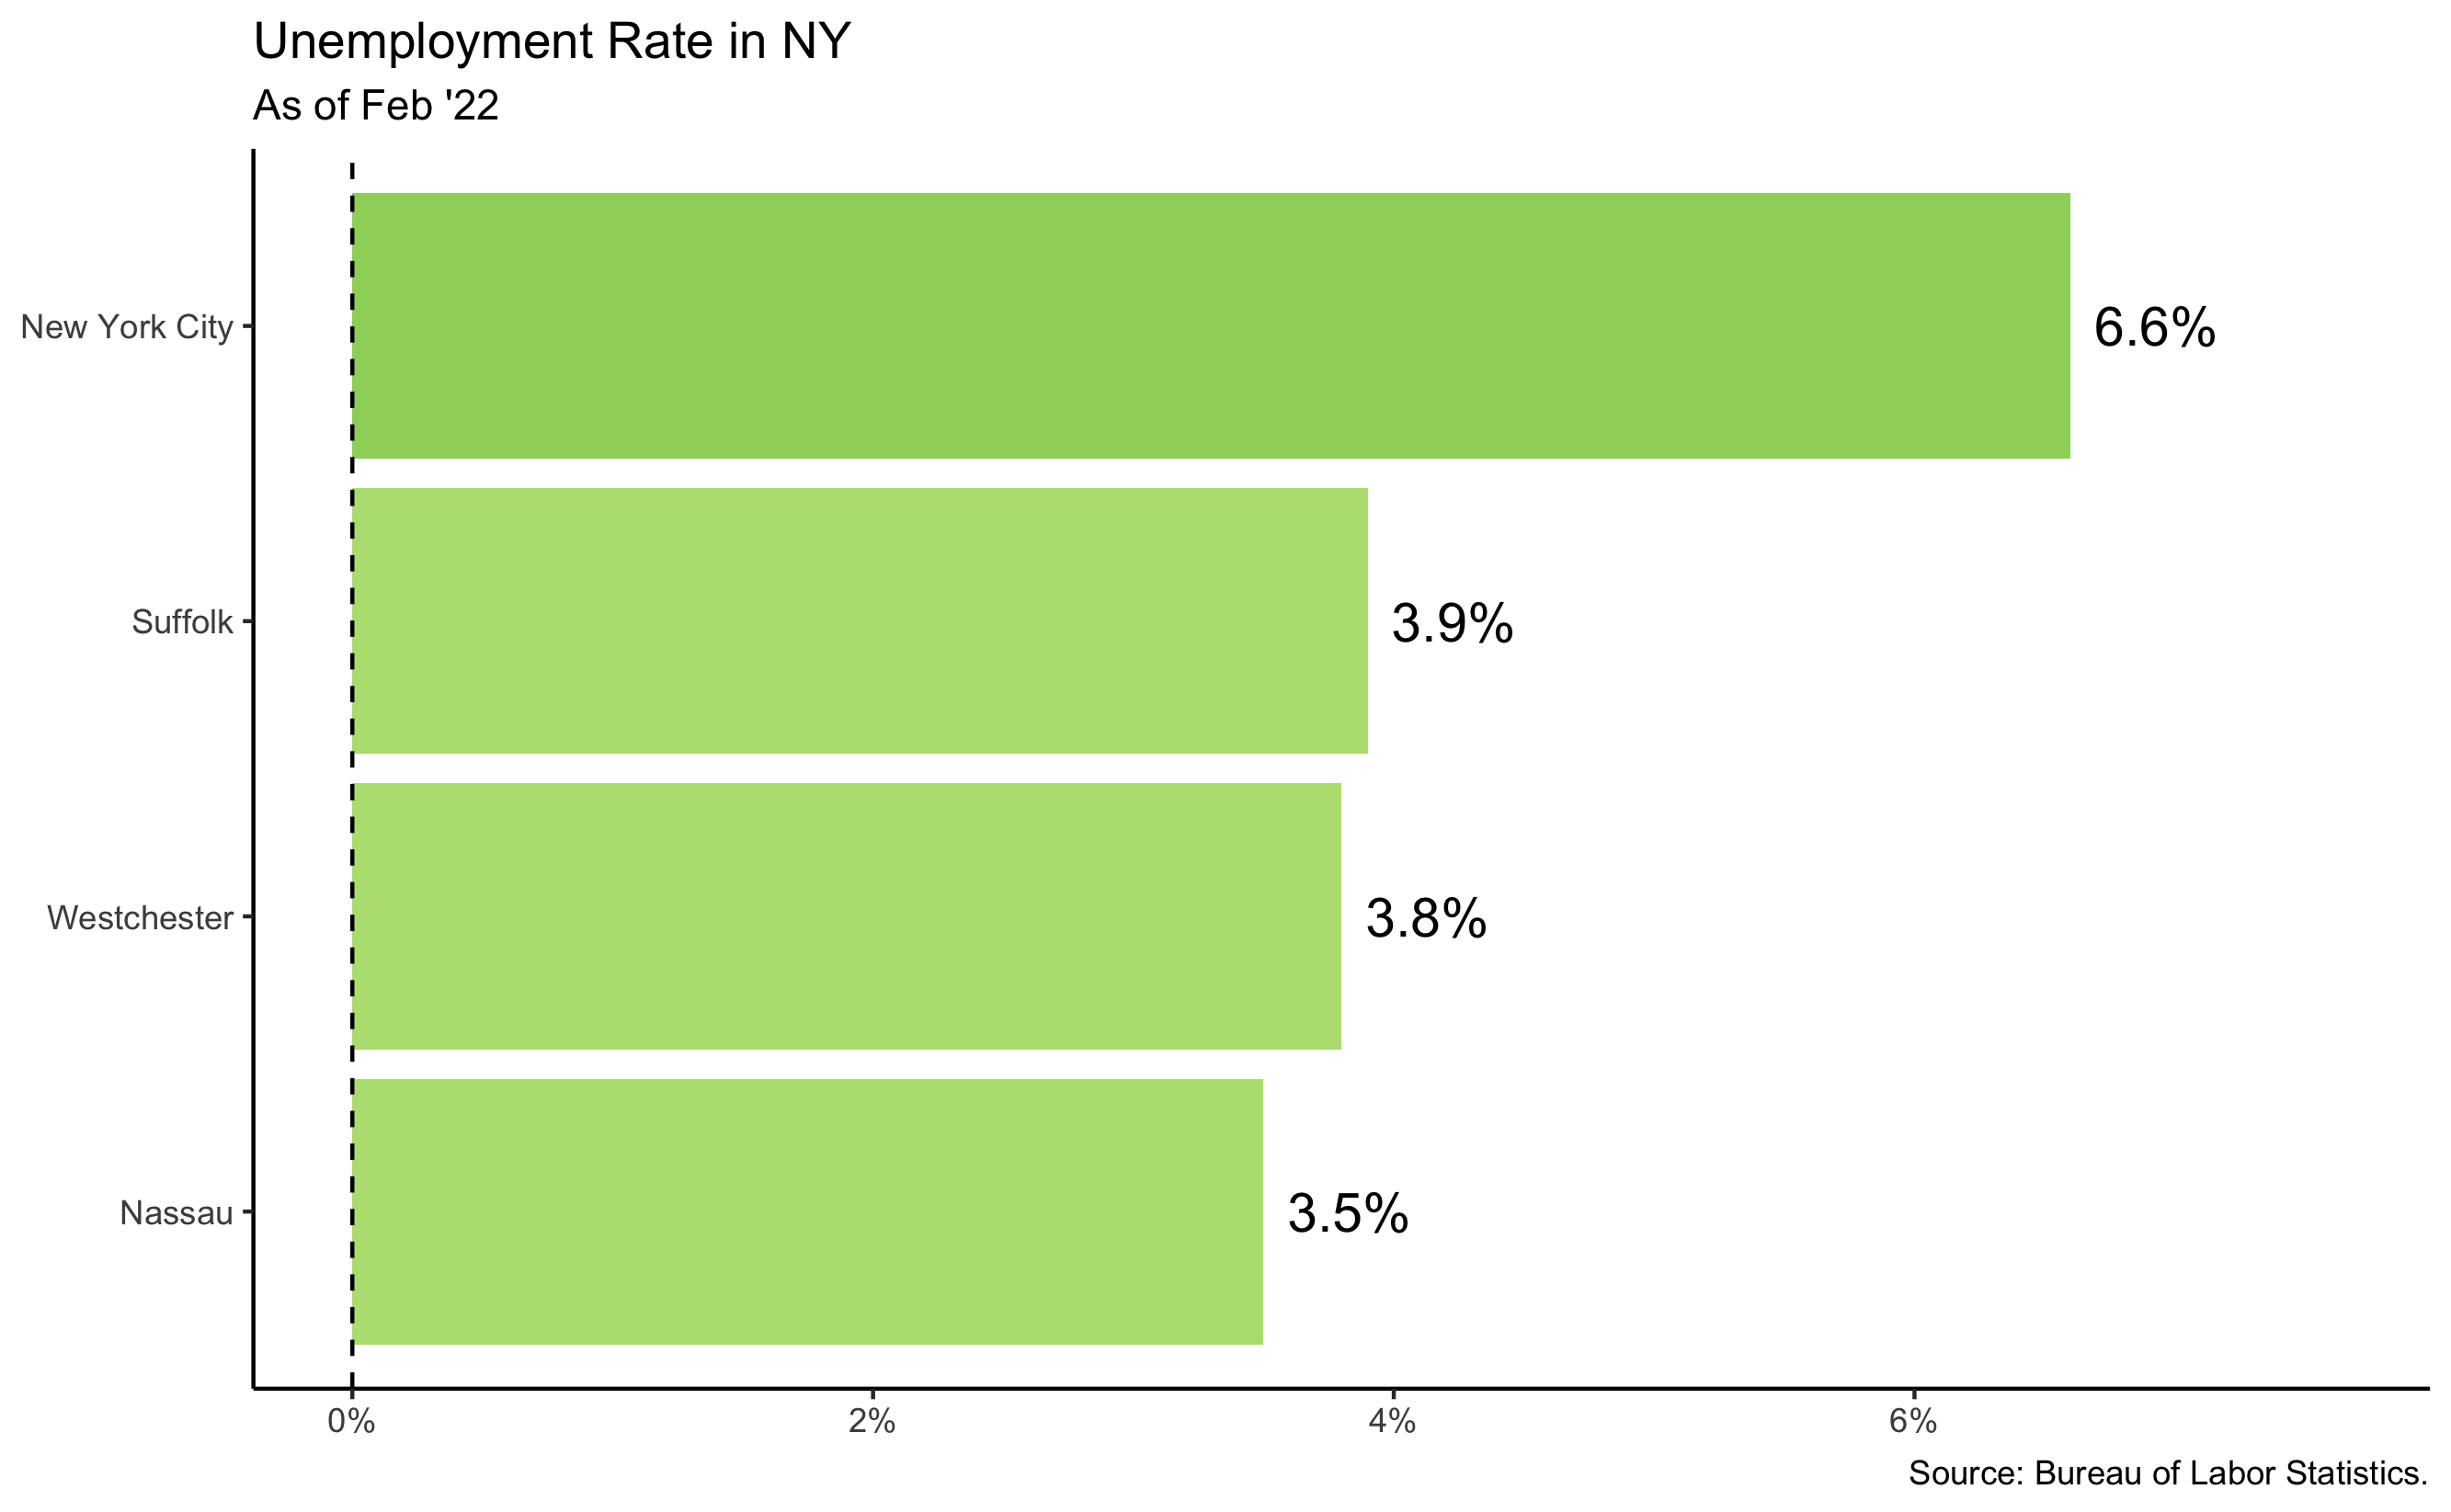 Unemployment Rate in NY
As of Feb '22
New York City
6.6%
Suffolk
3.9%
Westchester
3.8%
Nassau
3.5%
0% 2% 4% 6%
Source: Bureau of Labor Statistics.